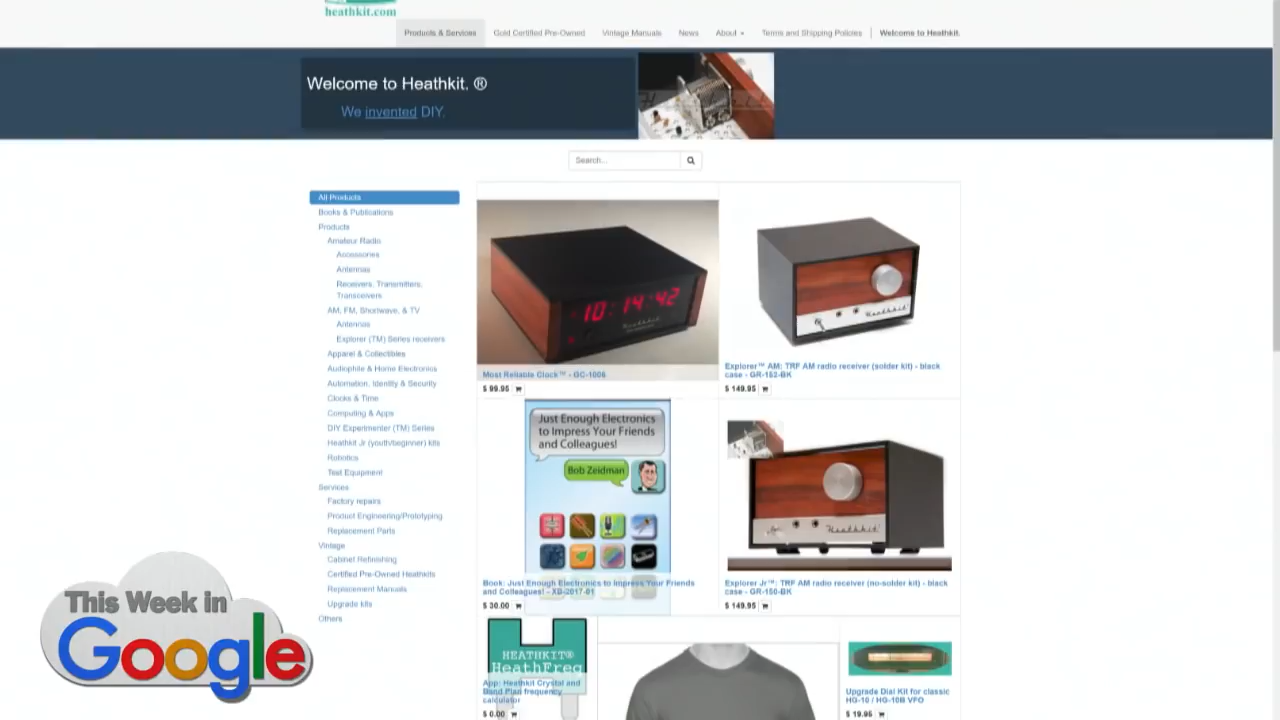 heathkit.com
Products & Services
Gold Certified Pre-Owned
Vintage Manuals
News
About
Terms and Shipping Policies
Welcome to Heathkit.
Welcome to Heathkit. ®
We invented DIY.
Search...
All Products
Books & Publications
Products
Amateur Radio
Accessories
Antennas
Receivers, Transmitters,
Transceivers
AM, FM, Shortwave, & TV
Antennas
Explorer (TM) Series receivers
Apparel & Collectibles
Audiophile & Home Electronics
Automation, Identity & Security
Clocks & Time
Computing & Apps
DIY Experimenter (TM) Series
Heathkit Jr (youth/beginner) kits
Robotics
Test Equipment
Services
Factory repairs
Product Engineering/Prototyping
Replacement Parts
Vintage
Cabinet Refinishing
Certified Pre-Owned Heathkits
Replacement Manuals
Upgrade kits
Others
10:14:42
Heathkit
Most Reliable Clock™ - GC-1006
$ 99.95
Heathkit
Explorer™ AM: TRF AM radio receiver (solder kit) - black
case - GR-152-BK
$ 149.95
Just Enough Electronics
to Impress Your Friends
and Colleagues!
Bob Zeidman
Book: Just Enough Electronics to Impress Your Friends
and Colleagues! - XB-2017-01
$ 30.00
Heathkit
Explorer Jr™: TRF AM radio receiver (no-solder kit) - black
case - GR-150-BK
$ 149.95
HEATHKIT®
HeathFreq
App: Heathkit Crystal and
Band Plan frequency
calculator
$ 0.00
Upgrade Dial Kit for classic
HG-10 / HG-10B VFO
$ 19.95
This Week in
Google